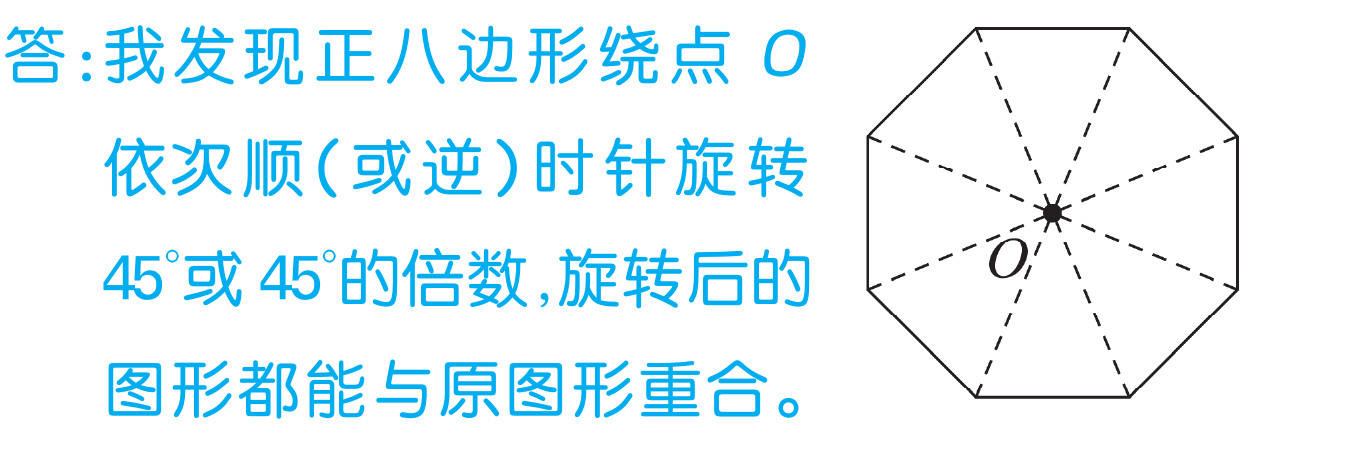 答:我发现正八边形绕点 O
依次顺(或逆)时针旋转
45°或 45°的倍数,旋转后的
图形都能与原图形重合。
O